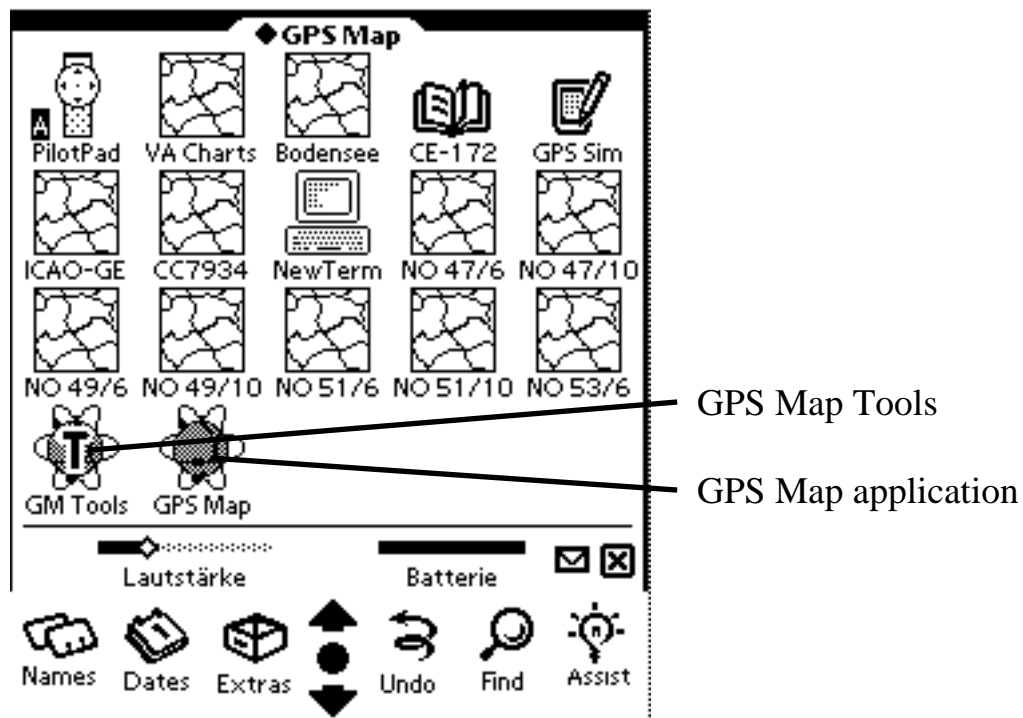 GPS Map
A
PilotPad VA Charts Bodensee CE-172 GPS Sim
ICAO-GE CC7934 NewTerm NO 47/6 NO 47/10
NO 49/6 NO 49/10 NO 51/6 NO 51/10 NO 53/6
T
GM Tools GPS Map
GPS Map Tools
GPS Map application
Lautstärke Batterie
Names Dates Extras Undo Find Assist